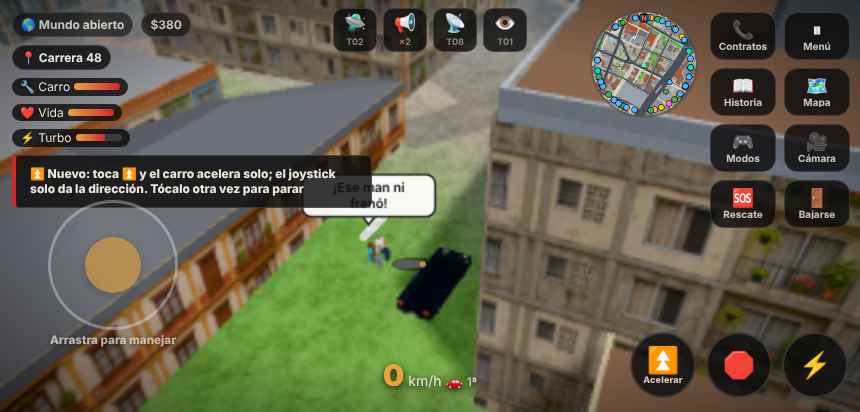 Mundo abierto
$380
T02
×2
T08
T01
Contratos
Menú
Carrera 48
Carro
Vida
Turbo
Historia
Mapa
Modos
Cámara
SOS
Rescate
Bajarse
Nuevo: toca y el carro acelera solo; el joystick
solo da la dirección. Tócalo otra vez para parar
¡Ese man ni
frenó!
Arrastra para manejar
0 km/h 1ª
Acelerar